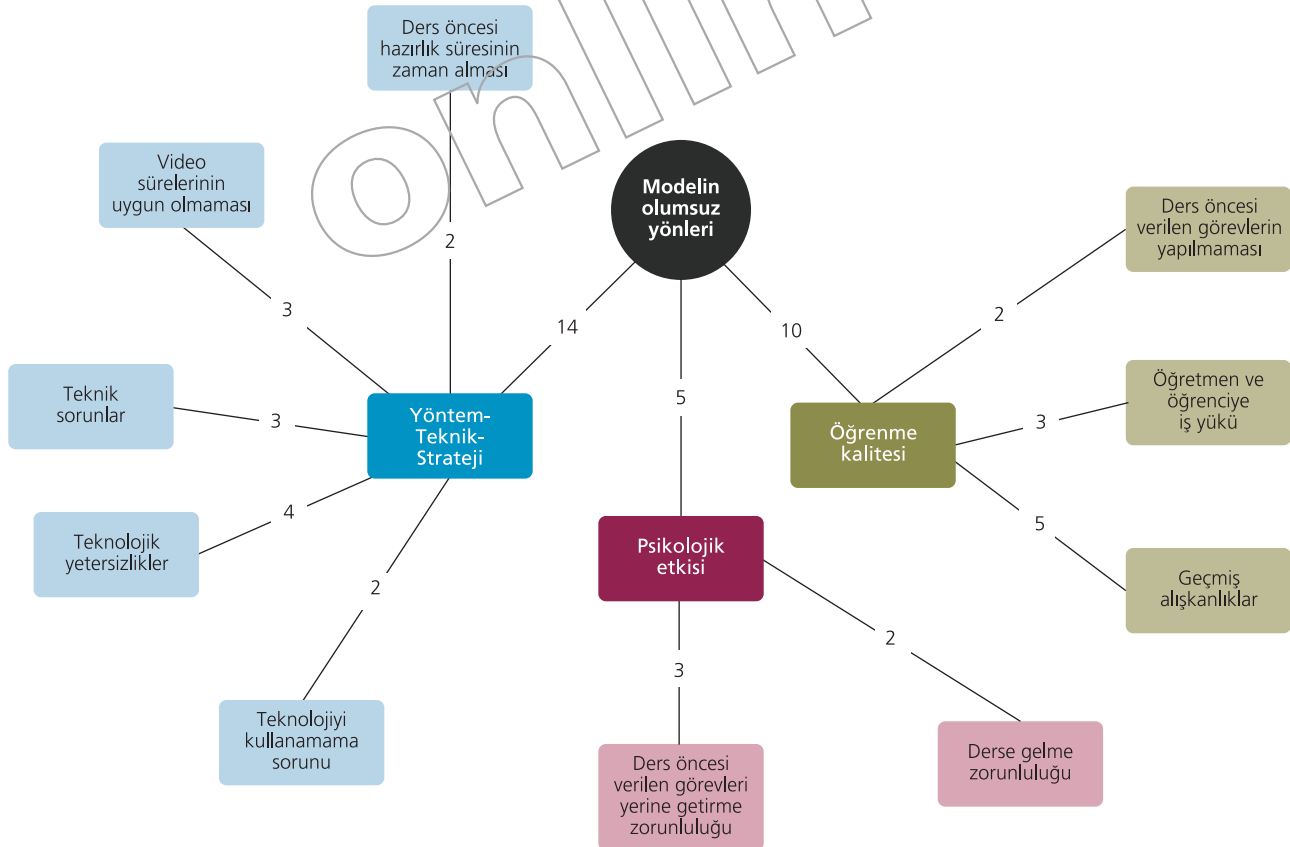 Ders öncesi
hazırlık süresinin
zaman alması
onlin
Video
sürelerinin
uygun olmaması
2
3
Teknik
sorunlar
3
Teknolojik
yetersizlikler
4
Teknolojiyi
kullanamama
sorunu
2
Yöntem-
Teknik-
Strateji
14
Modelin
olumsuz
yönleri
5
10
Psikolojik
etkisi
3
2
Ders öncesi
verilen görevleri
yerine getirme
zorunluluğu
Derse gelme
zorunluluğu
Öğrenme
kalitesi
2
Ders öncesi
verilen görevlerin
yapılmaması
3
Öğretmen ve
öğrenciye
iş yükü
5
Geçmiş
alışkanlıklar